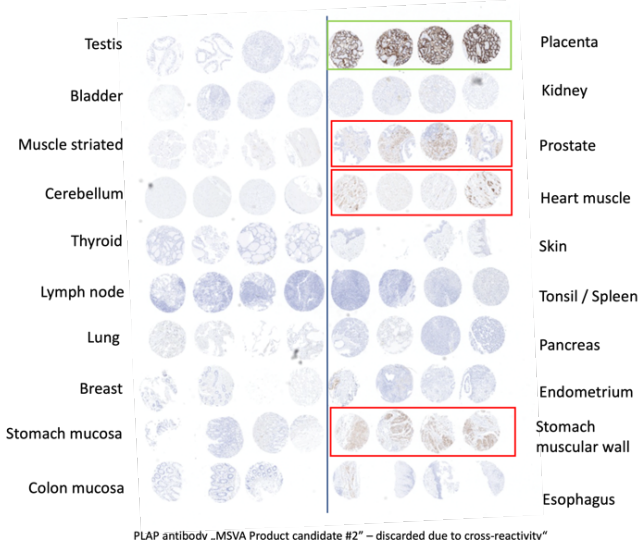 Testis
Placenta
Bladder
Kidney
Muscle striated
Prostate
Cerebellum
Heart muscle
Thyroid
Skin
Lymph node
Tonsil / Spleen
Lung
Pancreas
Breast
Endometrium
Stomach mucosa
Stomach
muscular wall
Colon mucosa
Esophagus
PLAP antibody „MSVA Product candidate #2" – discarded due to cross-reactivity"